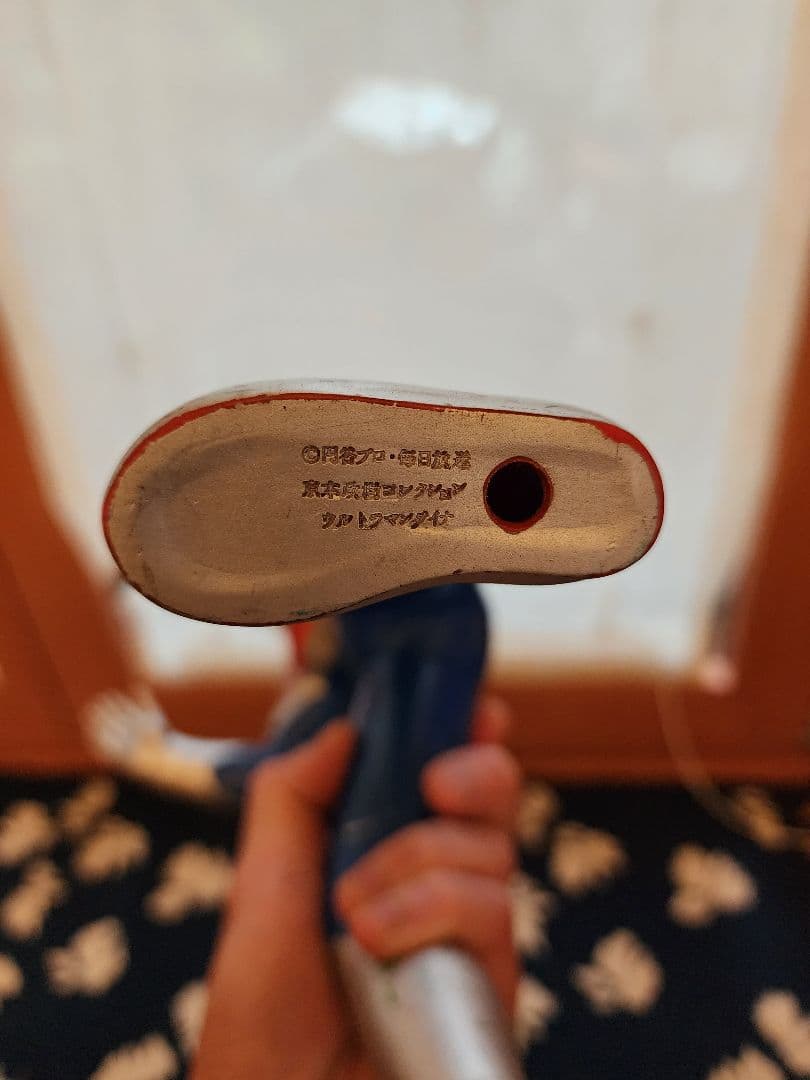 ©円谷プロ・毎日放送
京本政樹コレクション
ウルトラマンダイナ